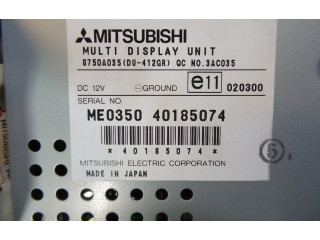 MITSUBISHI
MULTI DISPLAY UNIT
8750A035(DU-412GR) QC NO.3AC035
DC 12V ⊖GROUND e11 020300
SERIAL NO.
ME0350 40185074
*40185074*
MITSUBISHI ELECTRIC CORPORATION
MADE IN JAPAN
5